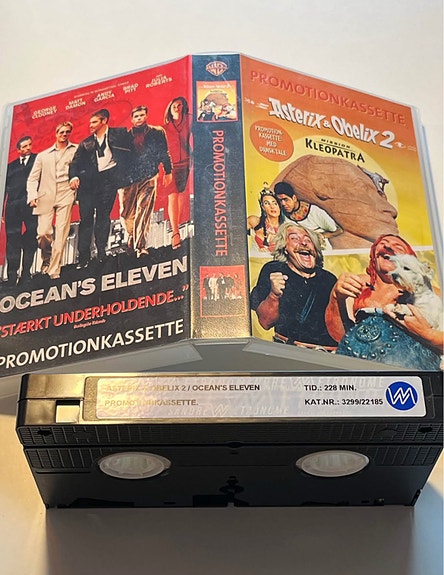 GEORGE CLOONEY
MATT DAMON
ANDY GARCIA
BRAD PITT
JULIA ROBERTS
OCEAN'S ELEVEN
"STÆRKT UNDERHOLDENDE..."
PROMOTIONKASSETTE
PROMOTIONKASSETTE
PROMOTIONKASSETTE
Asterix & Obelix 2
MISSION
KLEOPATRA
PROMOTION-
KASSETTE
MED
DANSK TALE
ASTERIX & OBELIX 2 / OCEAN'S ELEVEN TID.: 228 MIN.
PROMOTIONKASSETTE. KAT.NR.: 3299/22185